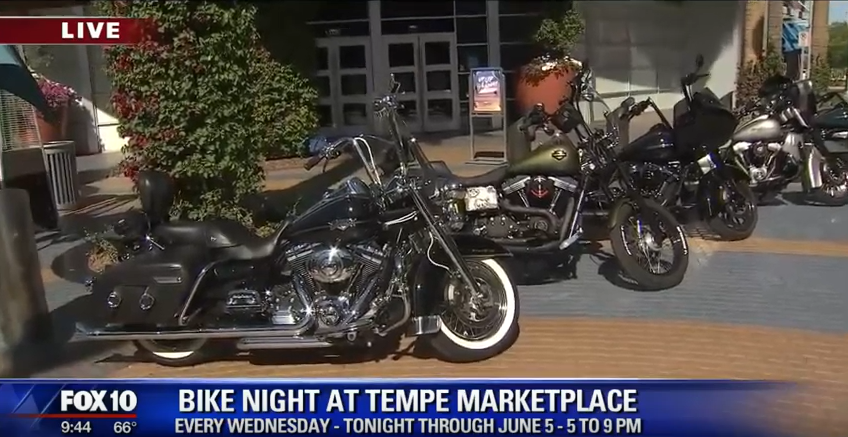 LIVE
FOX 10
BIKE NIGHT AT TEMPE MARKETPLACE
9:44 66°
EVERY WEDNESDAY - TONIGHT THROUGH JUNE 5 - 5 TO 9 PM